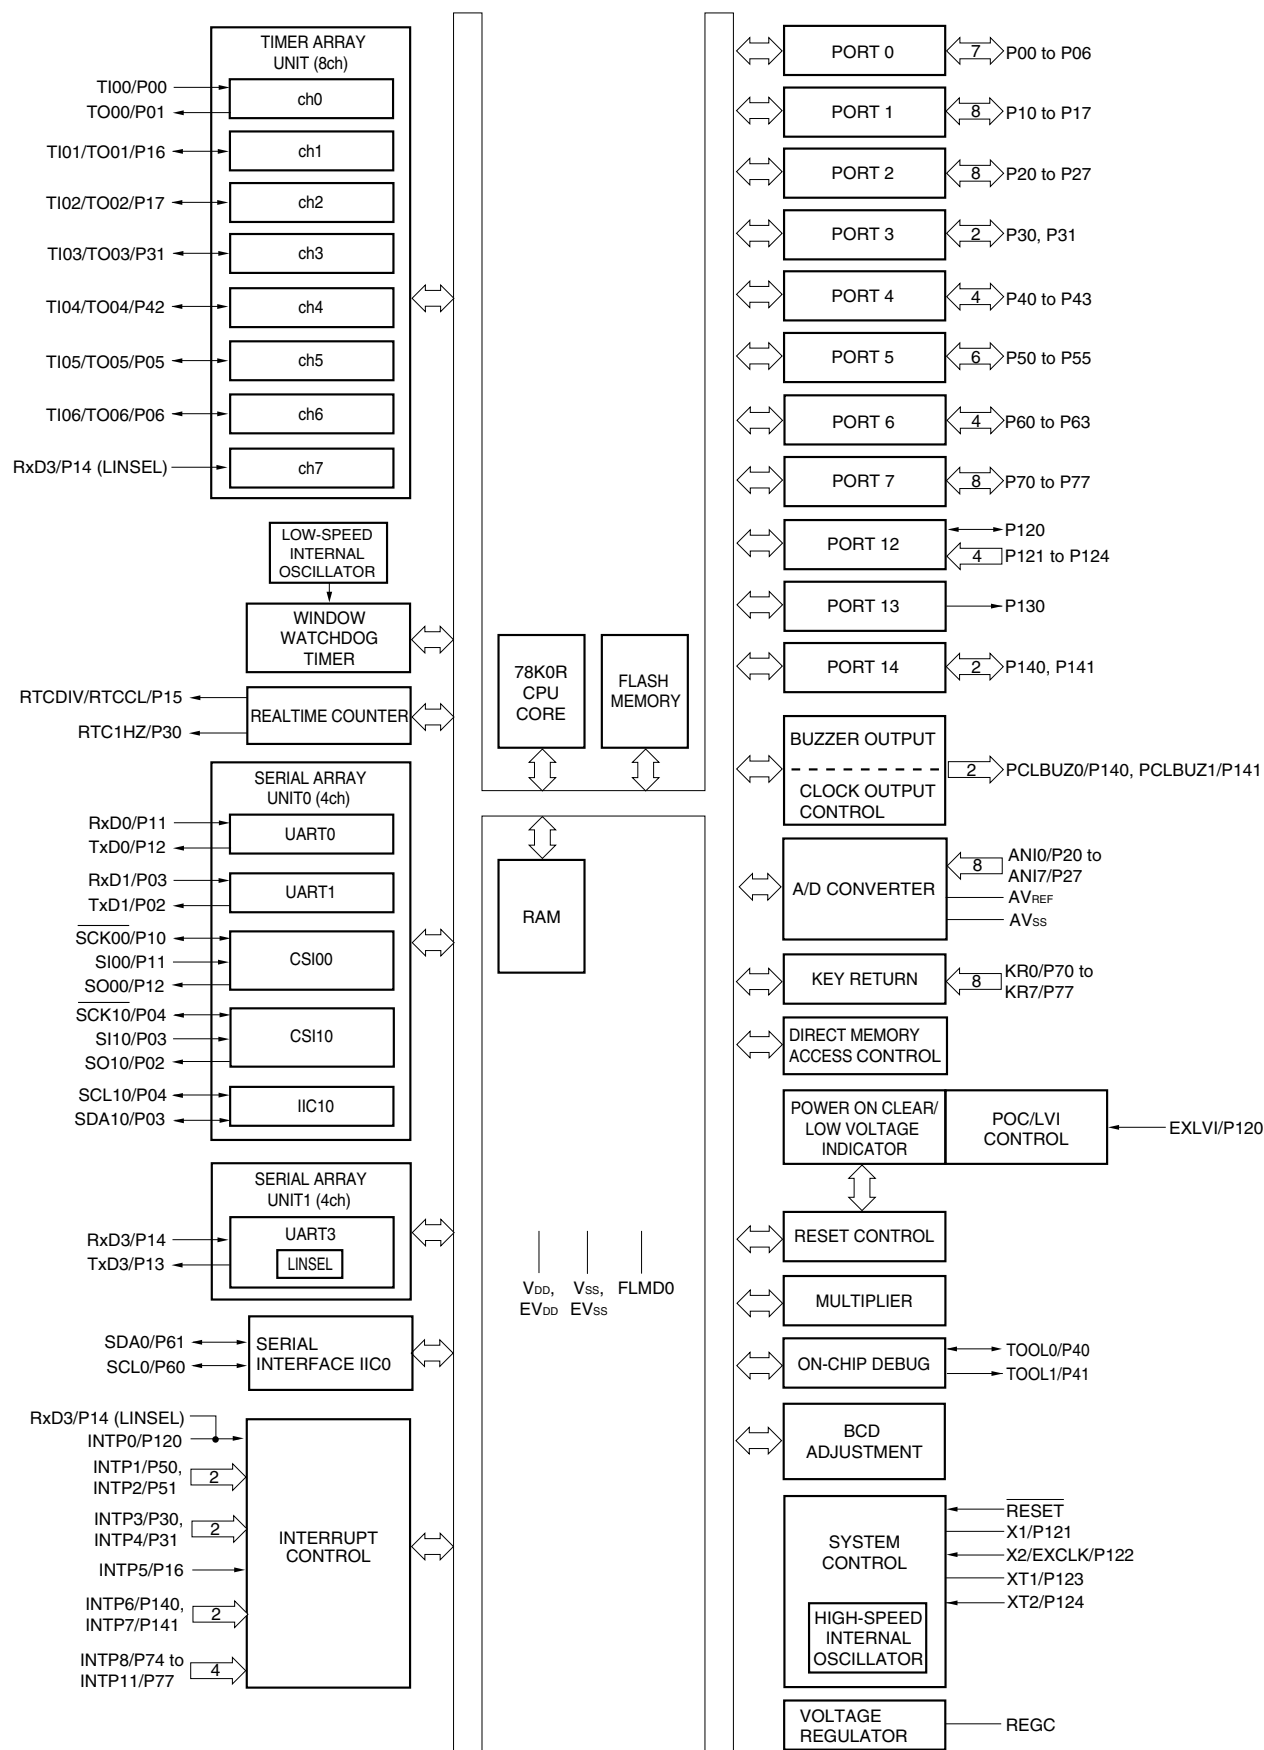 TIMER ARRAY
UNIT (8ch)
TI00/P00
TO00/P01
ch0
TI01/TO01/P16
ch1
TI02/TO02/P17
ch2
TI03/TO03/P31
ch3
TI04/TO04/P42
ch4
TI05/TO05/P05
ch5
TI06/TO06/P06
ch6
RxD3/P14 (LINSEL)
ch7
LOW-SPEED
INTERNAL
OSCILLATOR
WINDOW
WATCHDOG
TIMER
RTCDIV/RTCCL/P15
RTC1HZ/P30
REALTIME COUNTER
SERIAL ARRAY
UNIT0 (4ch)
RxD0/P11
TxD0/P12
UART0
RxD1/P03
TxD1/P02
UART1
SCK00/P10
SI00/P11
SO00/P12
CSI00
SCK10/P04
SI10/P03
SO10/P02
CSI10
SCL10/P04
SDA10/P03
IIC10
SERIAL ARRAY
UNIT1 (4ch)
RxD3/P14
TxD3/P13
UART3
LINSEL
SDA0/P61
SCL0/P60
SERIAL
INTERFACE IIC0
RxD3/P14 (LINSEL)
INTP0/P120
INTP1/P50,
INTP2/P51
2
INTP3/P30,
INTP4/P31
2
INTP5/P16
INTP6/P140,
INTP7/P141
2
INTP8/P74 to
INTP11/P77
4
INTERRUPT
CONTROL
78K0R
CPU
CORE
FLASH
MEMORY
RAM
VDD,
EVDD
VSS,
EVSS
FLMD0
PORT 0
7
P00 to P06
PORT 1
8
P10 to P17
PORT 2
8
P20 to P27
PORT 3
2
P30, P31
PORT 4
4
P40 to P43
PORT 5
6
P50 to P55
PORT 6
4
P60 to P63
PORT 7
8
P70 to P77
PORT 12
P120
4
P121 to P124
PORT 13
P130
PORT 14
2
P140, P141
BUZZER OUTPUT
CLOCK OUTPUT
CONTROL
2
PCLBUZ0/P140, PCLBUZ1/P141
A/D CONVERTER
8
ANI0/P20 to
ANI7/P27
AVREF
AVSS
KEY RETURN
8
KR0/P70 to
KR7/P77
DIRECT MEMORY
ACCESS CONTROL
POWER ON CLEAR/
LOW VOLTAGE
INDICATOR
POC/LVI
CONTROL
EXLVI/P120
RESET CONTROL
MULTIPLIER
ON-CHIP DEBUG
TOOL0/P40
TOOL1/P41
BCD
ADJUSTMENT
SYSTEM
CONTROL
HIGH-SPEED
INTERNAL
OSCILLATOR
RESET
X1/P121
X2/EXCLK/P122
XT1/P123
XT2/P124
VOLTAGE
REGULATOR
REGC